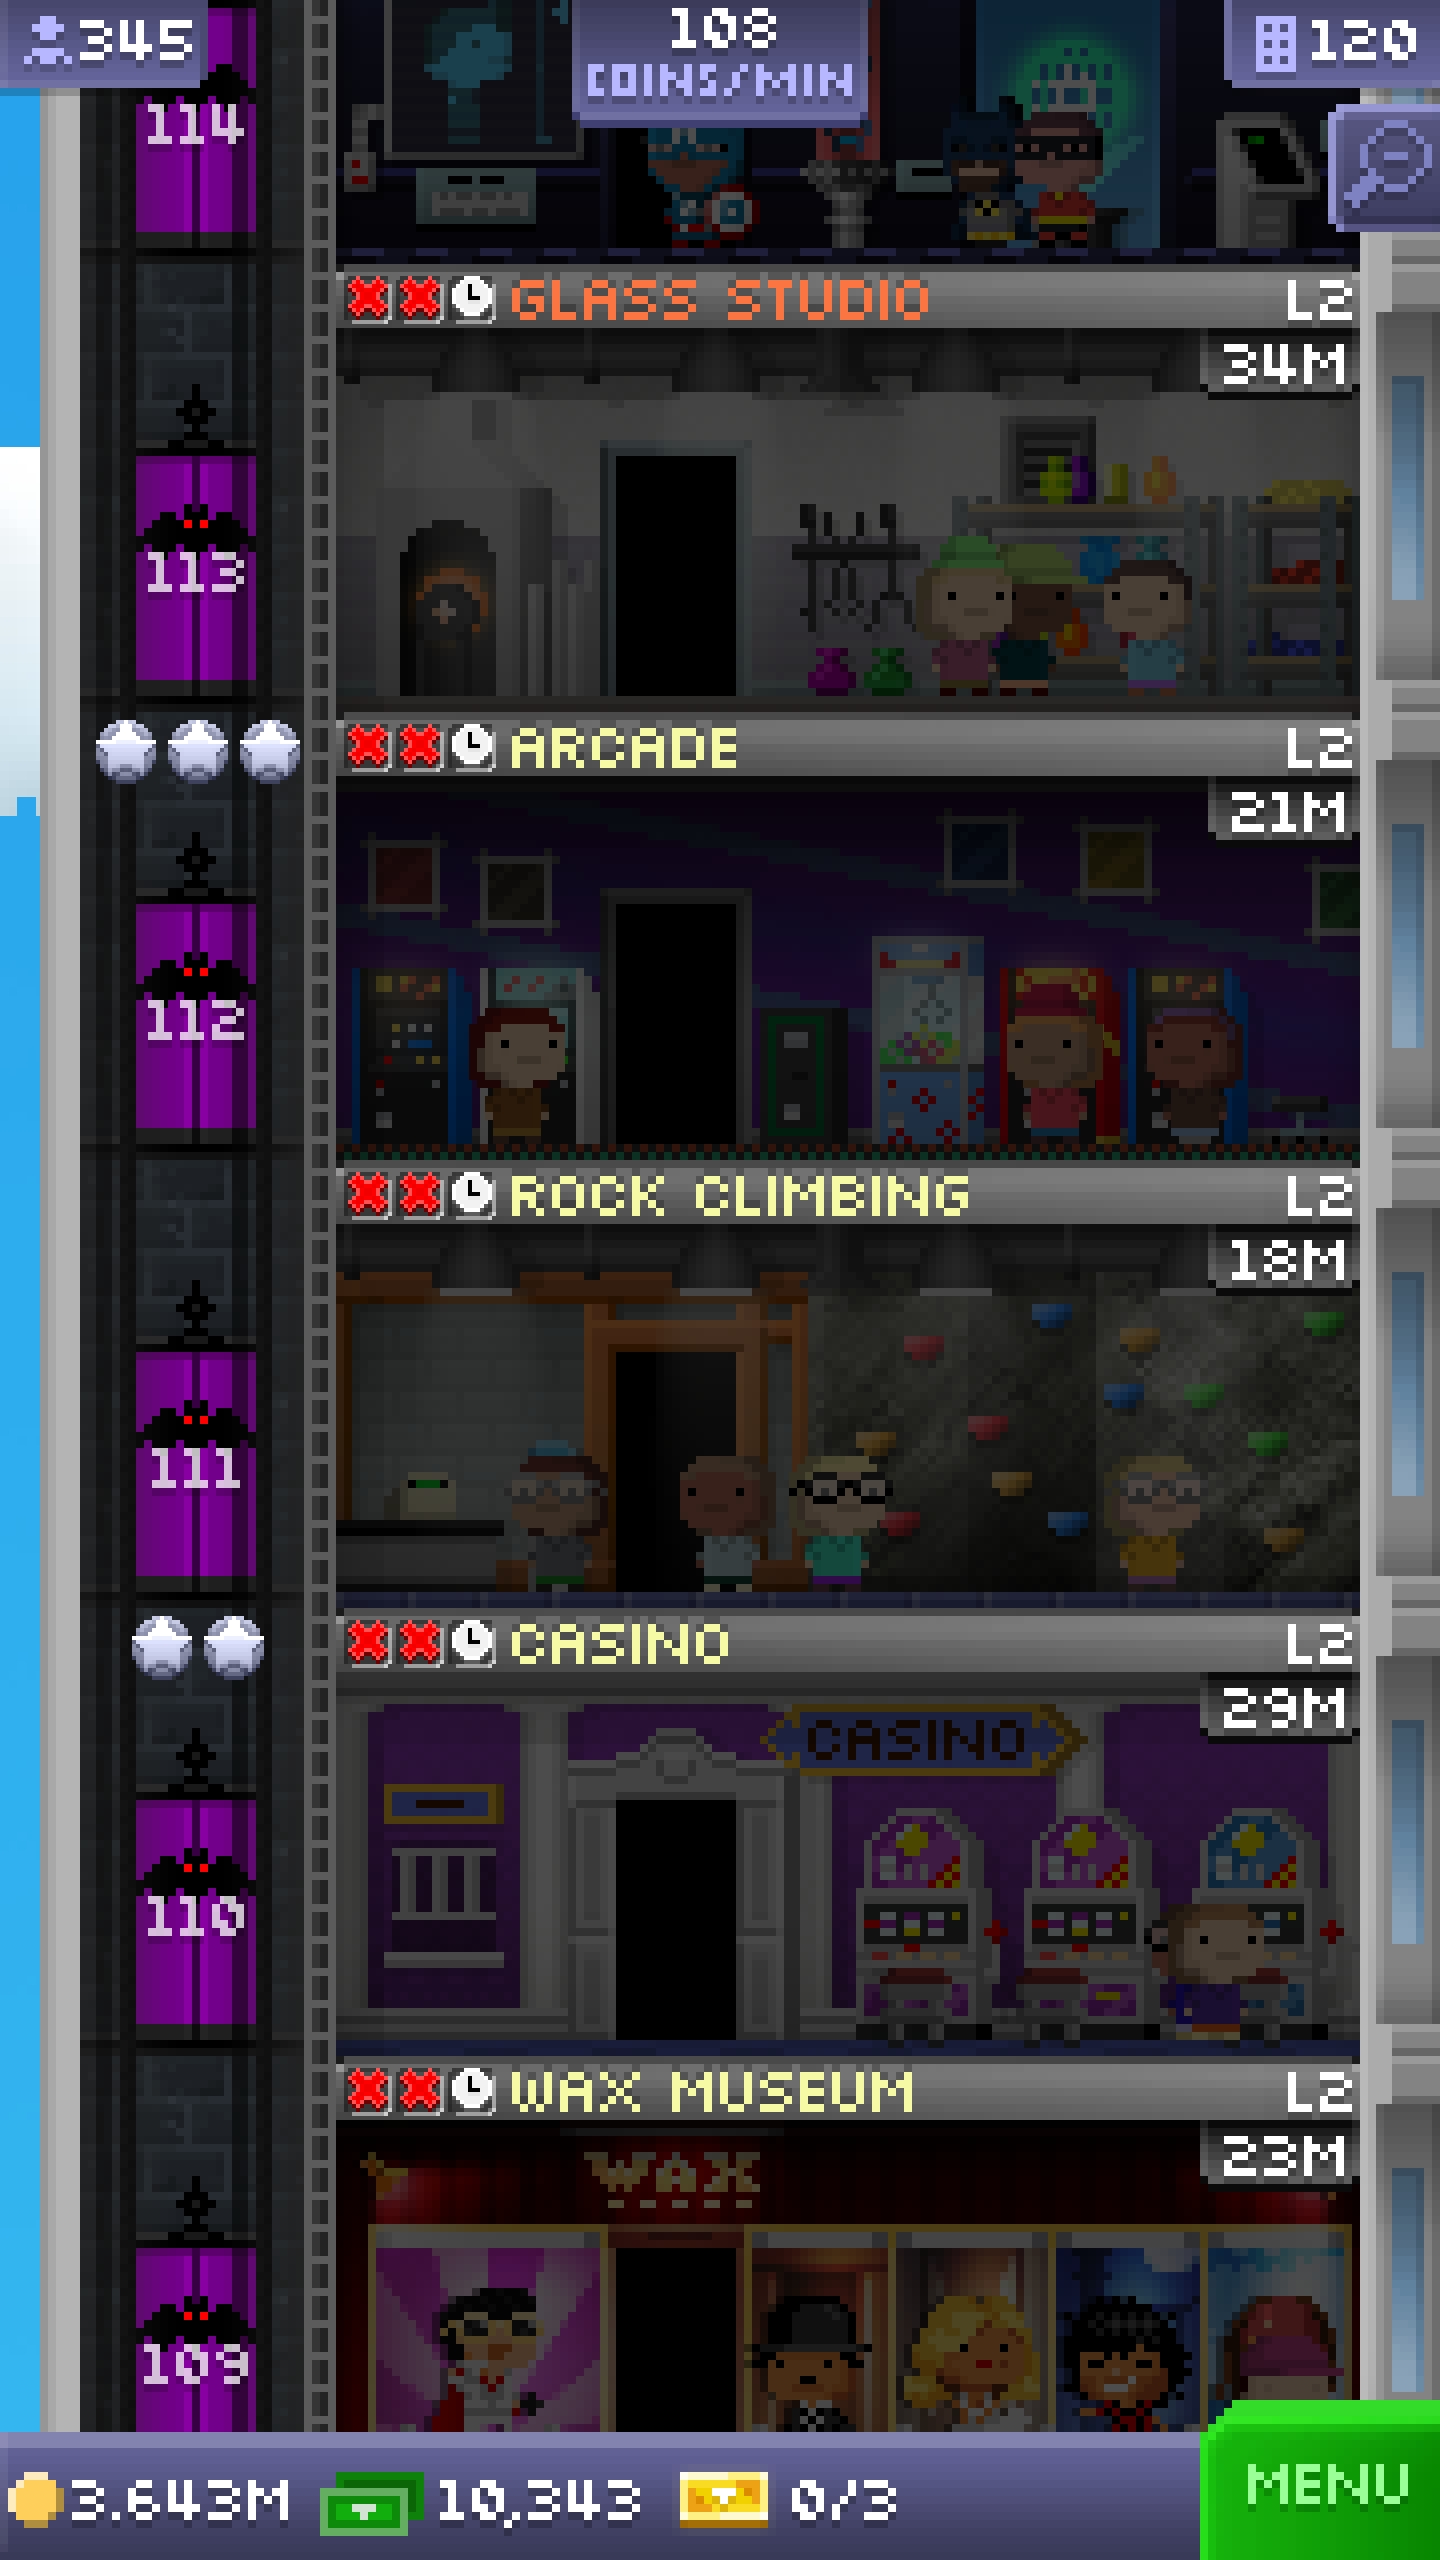 345
108
COINS/MIN
120
114
GLASS STUDIO L2
34M
113
ARCADE L2
21M
112
ROCK CLIMBING L2
18M
111
CASINO L2
29M
CASINO
110
WAX MUSEUM L2
23M
WAX
109
3.643M 10,343 0/3 MENU